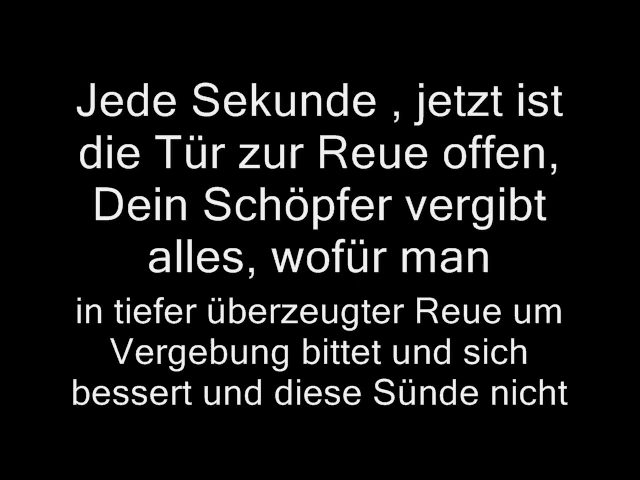 Jede Sekunde , jetzt ist
die Tür zur Reue offen,
Dein Schöpfer vergibt
alles, wofür man
in tiefer überzeugter Reue um
Vergebung bittet und sich
bessert und diese Sünde nicht